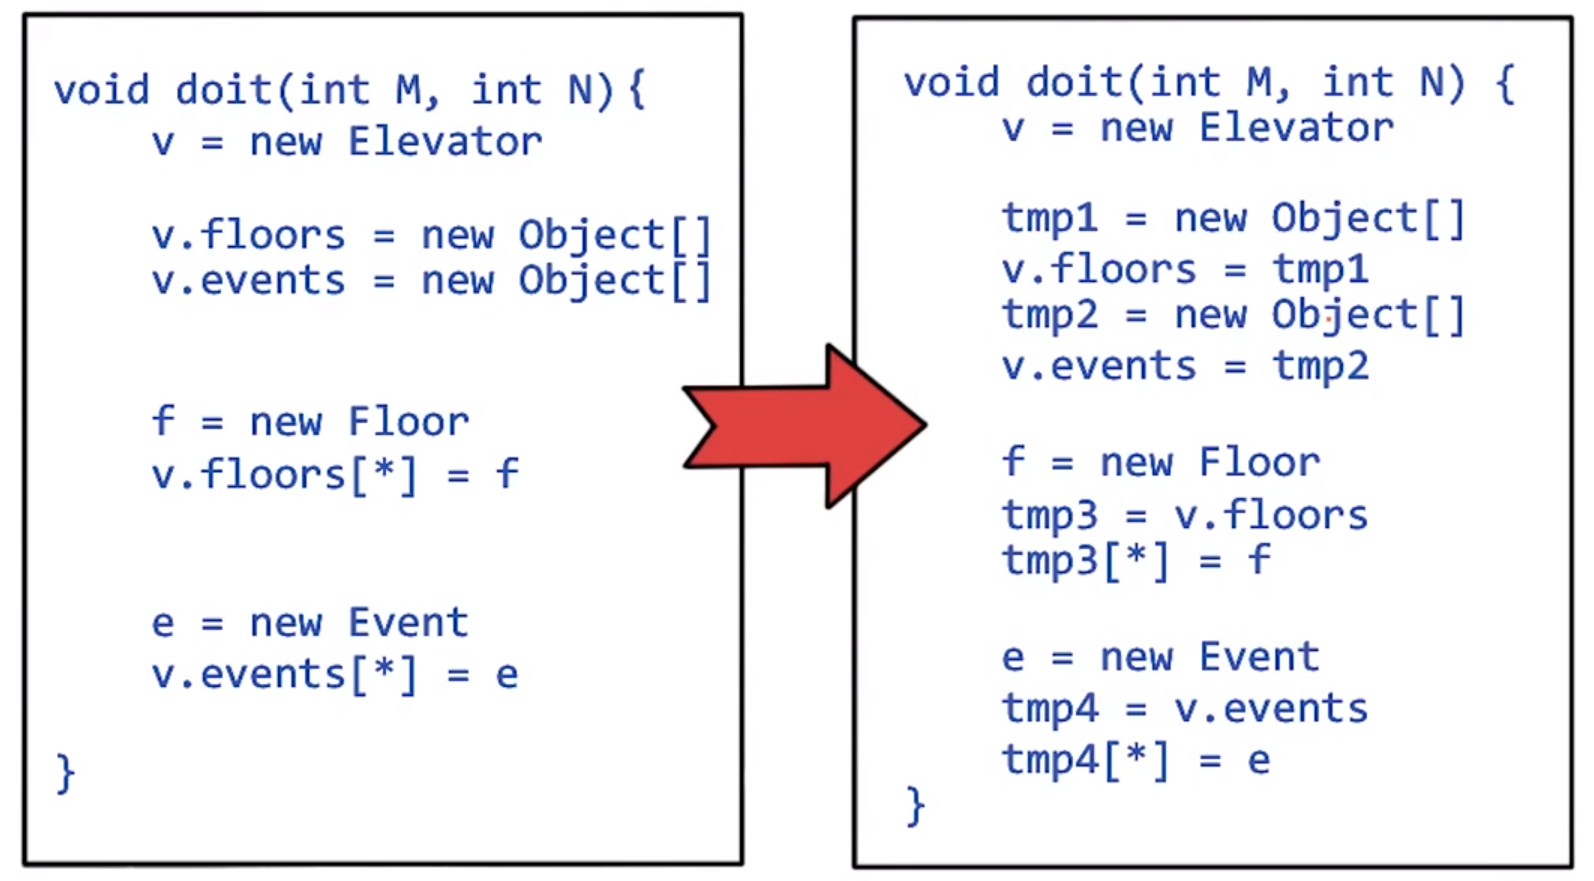 void doit(int M, int N){
v = new Elevator
v.floors = new Object[]
v.events = new Object[]
f = new Floor
v.floors[*] = f
e = new Event
v.events[*] = e
}
void doit(int M, int N) {
v = new Elevator
tmp1 = new Object[]
v.floors = tmp1
tmp2 = new Object[]
v.events = tmp2
f = new Floor
tmp3 = v.floors
tmp3[*] = f
e = new Event
tmp4 = v.events
tmp4[*] = e
}